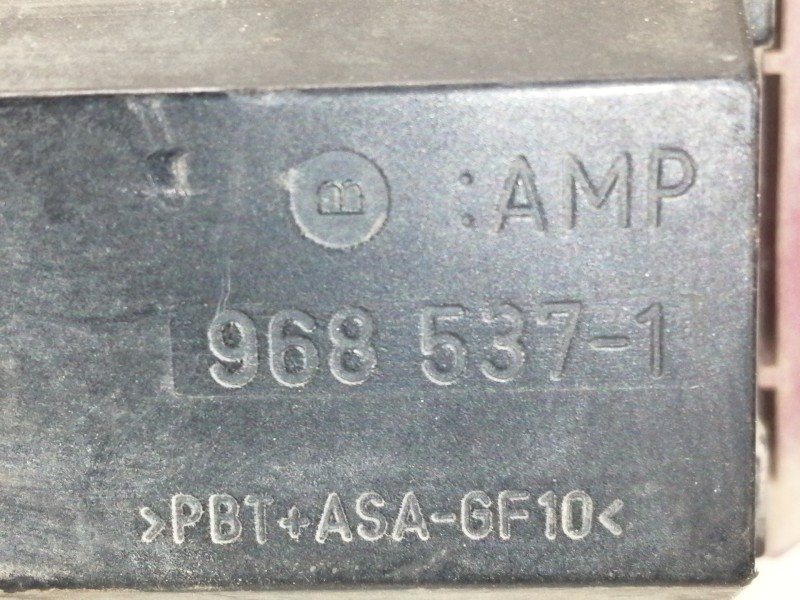 B :AMP
968 537-1
>PBT+ASA-GF10<